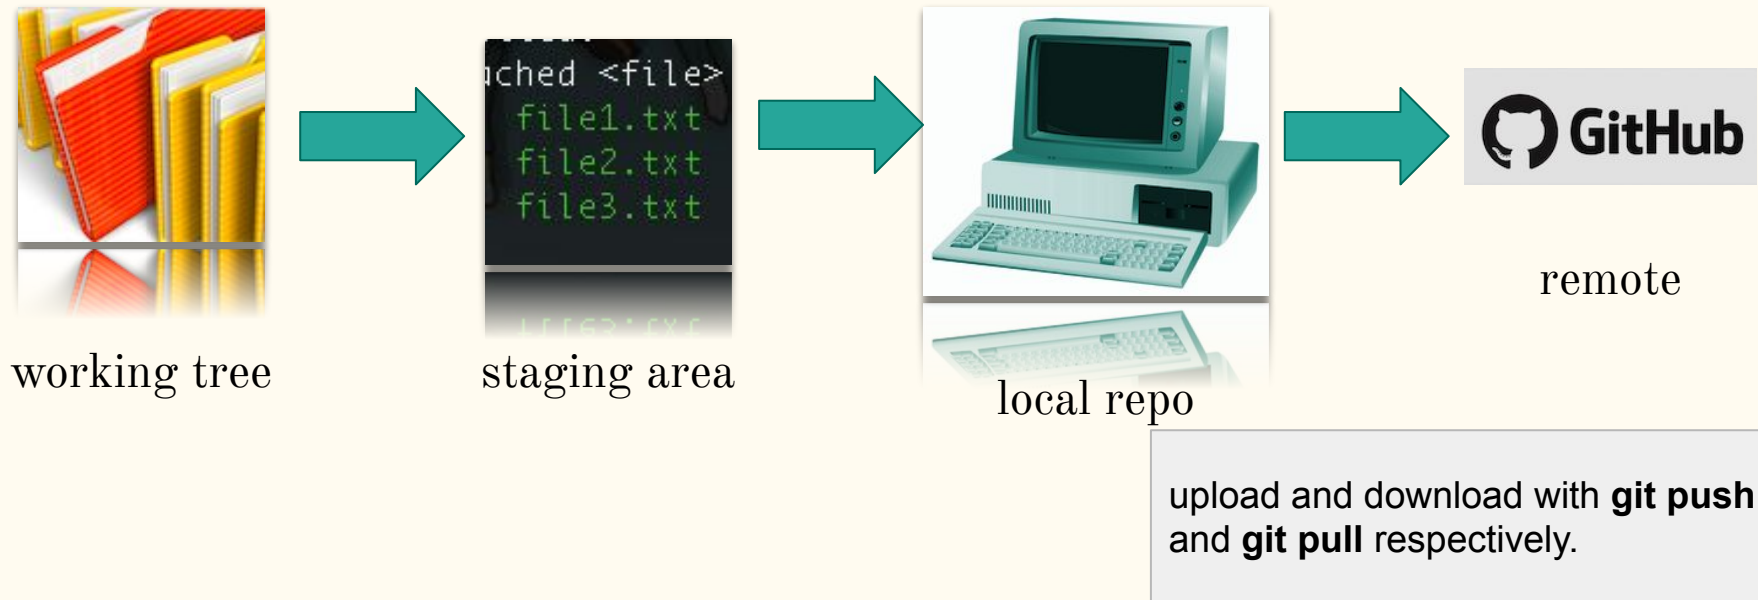 ached <file>
file1.txt
file2.txt
file3.txt
GitHub
remote
working tree
staging area
local repo
upload and download with git push
and git pull respectively.